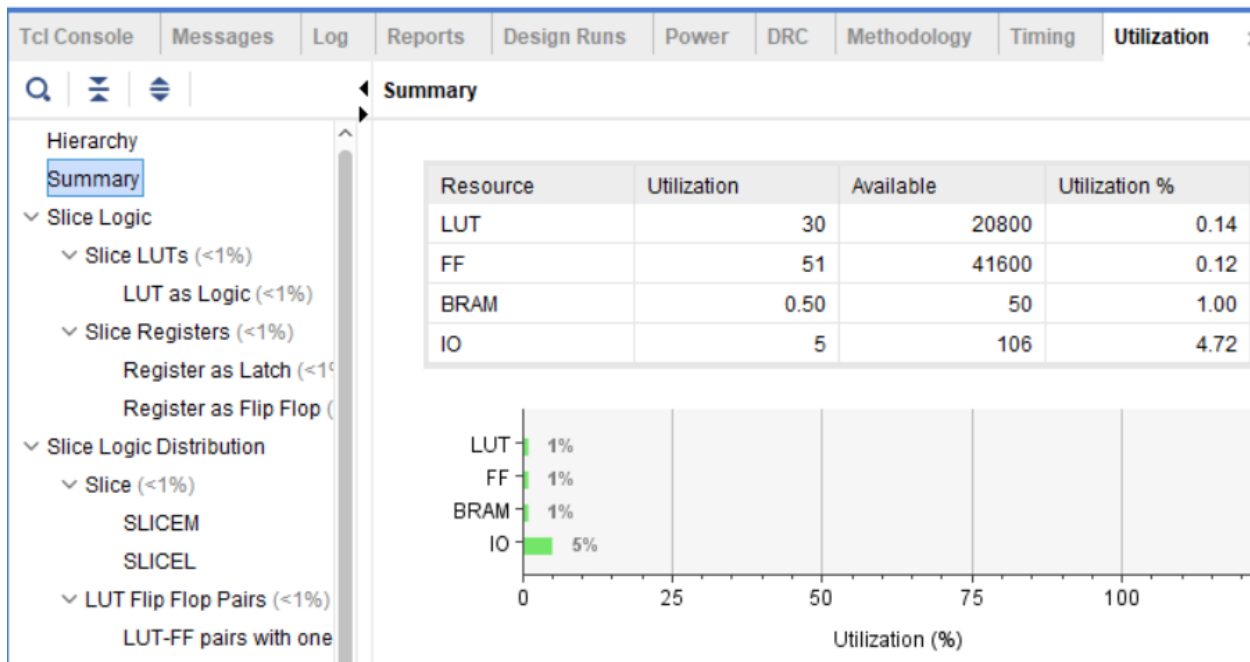 Tcl Console Messages Log Reports Design Runs Power DRC Methodology Timing Utilization
Summary
Hierarchy
Summary
Slice Logic
Slice LUTs (<1%)
LUT as Logic (<1%)
Slice Registers (<1%)
Register as Latch (<1%
Register as Flip Flop (
Slice Logic Distribution
Slice (<1%)
SLICEM
SLICEL
LUT Flip Flop Pairs (<1%)
LUT-FF pairs with one
Resource Utilization Available Utilization %
LUT 30 20800 0.14
FF 51 41600 0.12
BRAM 0.50 50 1.00
IO 5 106 4.72
LUT 1%
FF 1%
BRAM 1%
IO 5%
0 25 50 75 100
Utilization (%)